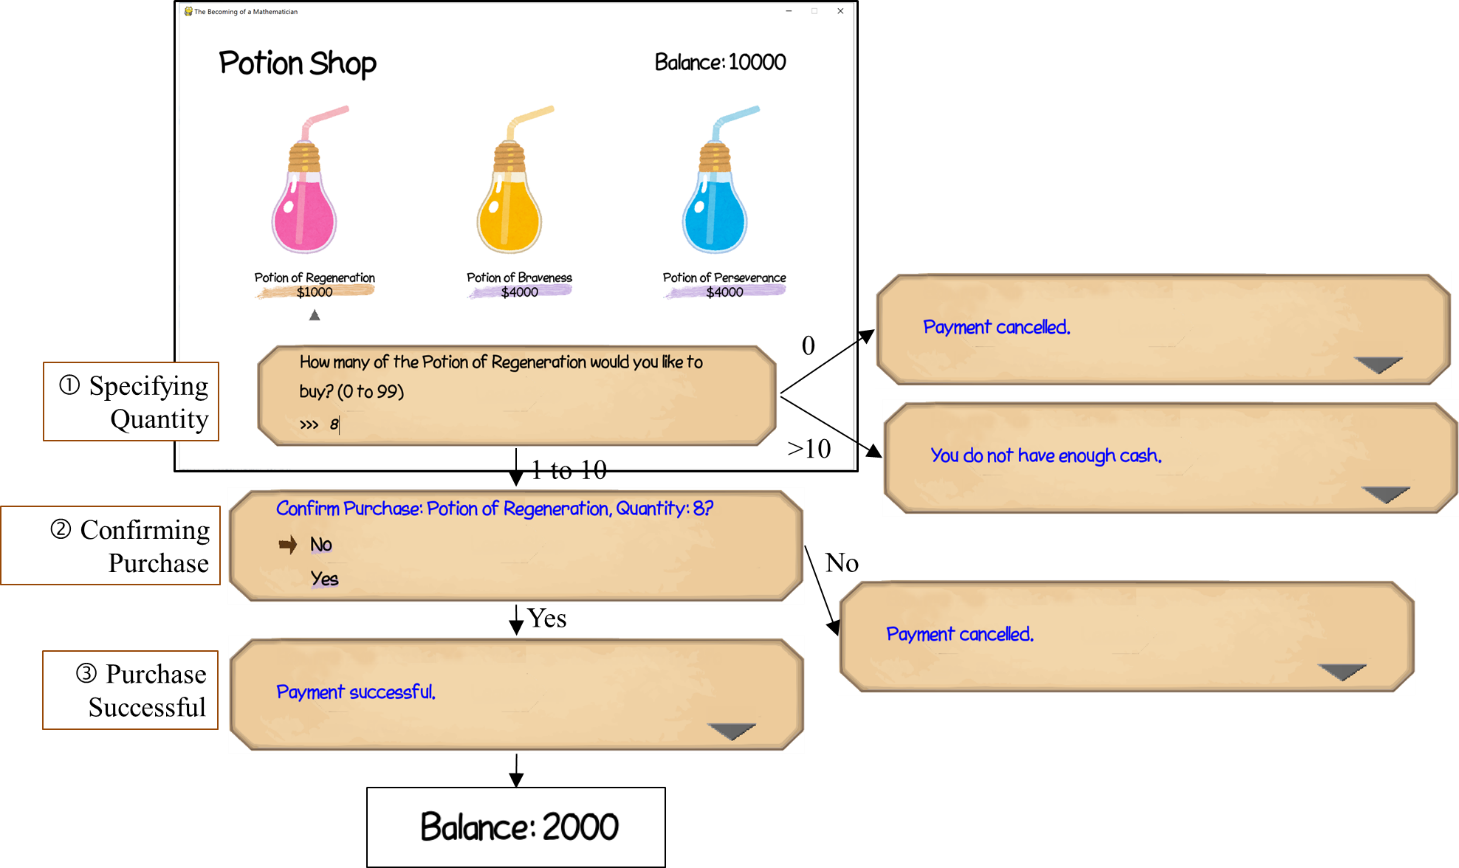 The Becoming of a Mathematician
Potion Shop
Balance: 10000
Potion of Regeneration
$1000
Potion of Braveness
$4000
Potion of Perseverance
$4000
① Specifying
Quantity
How many of the Potion of Regeneration would you like to
buy? (0 to 99)
>>> 8
0
Payment cancelled.
>10
You do not have enough cash.
1 to 10
② Confirming
Purchase
Confirm Purchase: Potion of Regeneration, Quantity: 8?
No
Yes
No
Payment cancelled.
Yes
③ Purchase
Successful
Payment successful.
Balance: 2000